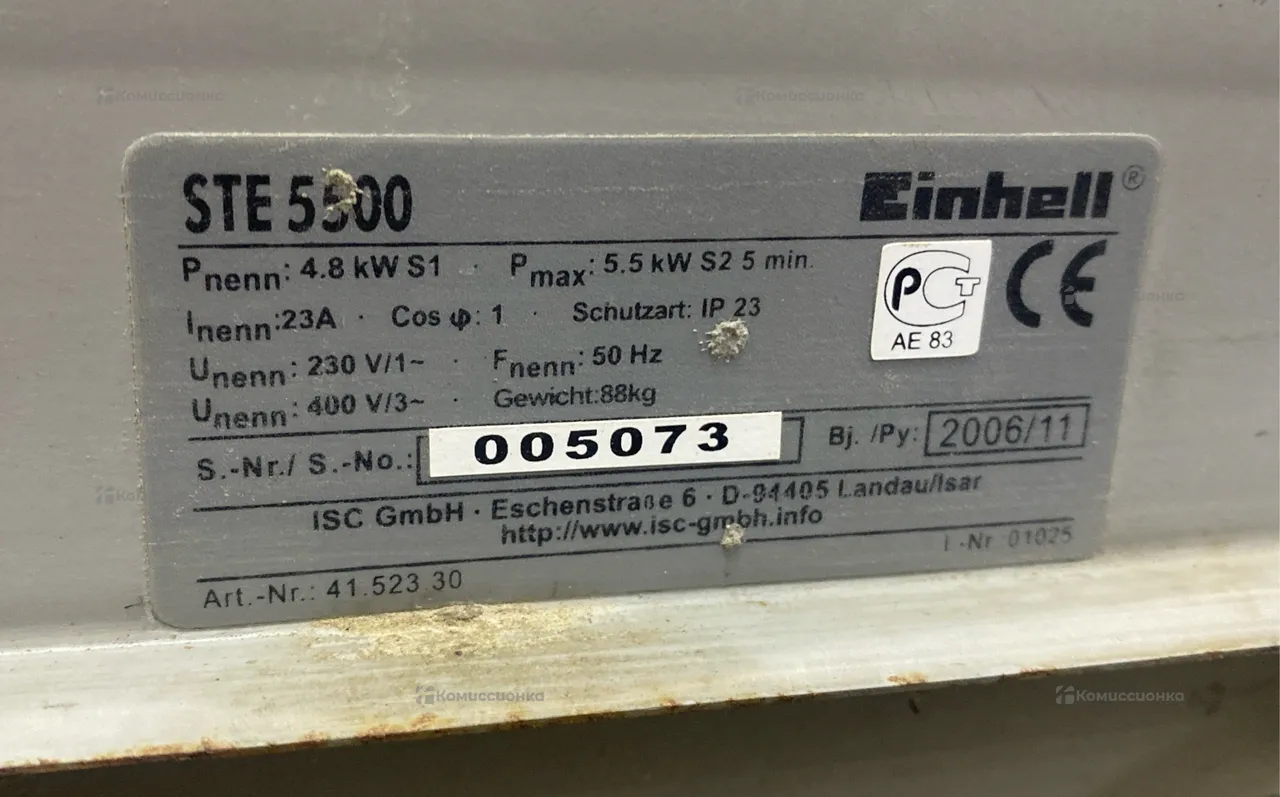 STE 5500
Einhell®
Pnenn: 4.8 kW S1 · Pmax: 5.5 kW S2 5 min.
Inenn:23A · Cos φ: 1 · Schutzart: IP 23
Unenn: 230 V/1~ · Fnenn: 50 Hz
Unenn: 400 V/3~ · Gewicht:88kg
РСТ
AE 83
CE
S.-Nr./ S.-No.: 005073
Bj. /Py: 2006/11
ISC GmbH · Eschenstraße 6 · D-94405 Landau/Isar
http://www.isc-gmbh.info
Art.-Nr.: 41.523.30
I.-Nr 01025
Комиссионка
Комиссионка
Комиссионка
Комиссионка